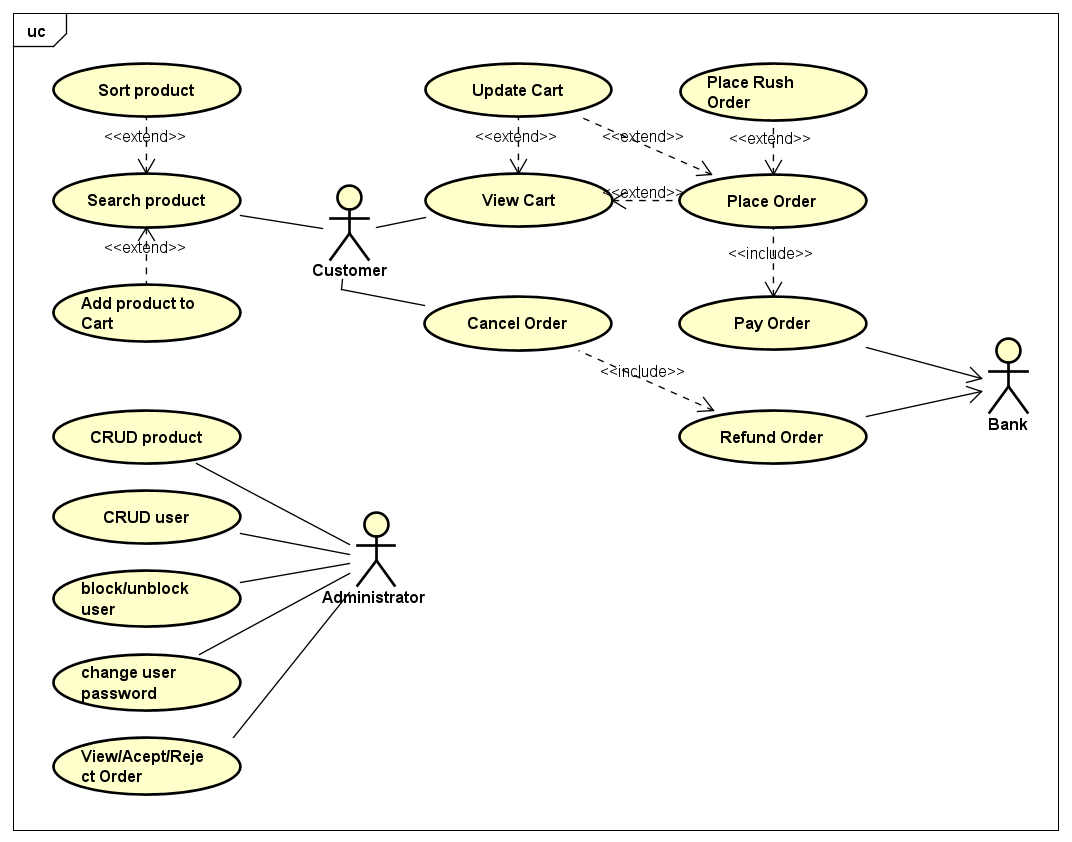 uc
Sort product
Update Cart
Place Rush
Order
<<extend>>
<<extend>>
<<extend>>
<<extend>>
Search product
View Cart
<<extend>>
Place Order
<<extend>>
Customer
<<include>>
Add product to
Cart
Cancel Order
Pay Order
<<include>>
Bank
CRUD product
Refund Order
CRUD user
block/unblock
user
Administrator
change user
password
View/Acept/Reje
ct Order